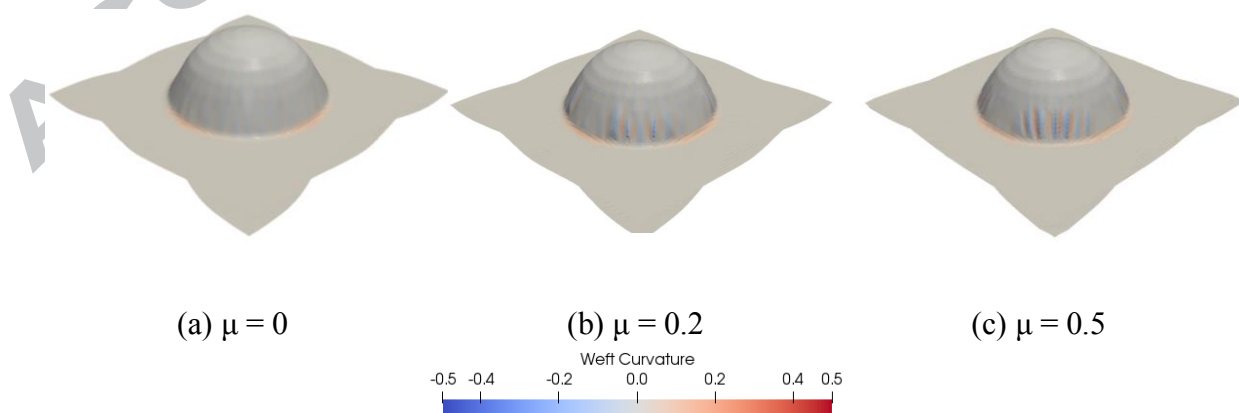 (a) μ = 0
(b) μ = 0.2
(c) μ = 0.5
Weft Curvature
-0.5 -0.4 -0.2 0.0 0.2 0.4 0.5